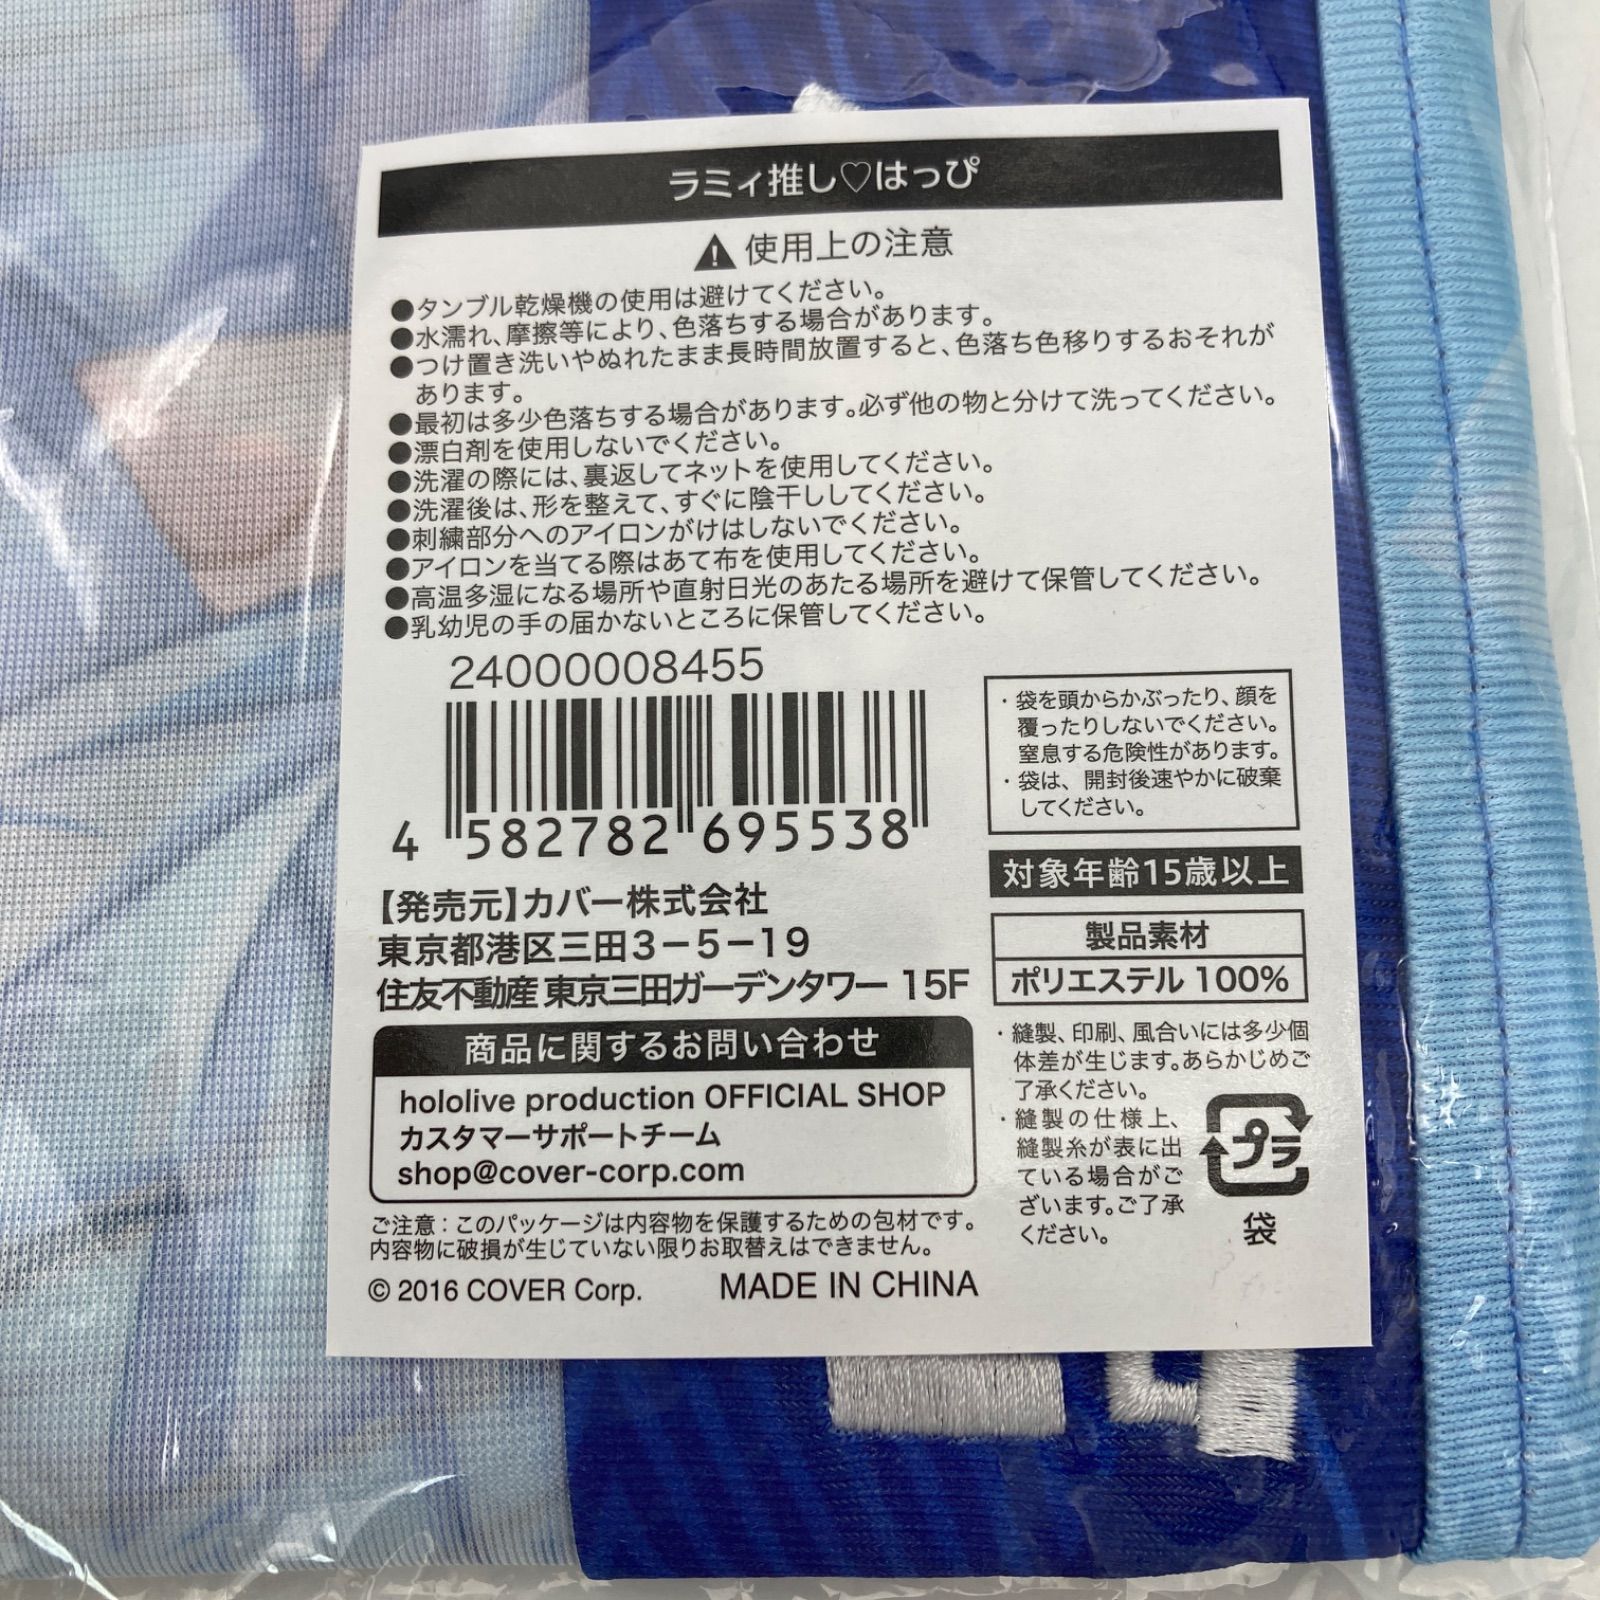 ラミィ推し♡はっぴ
使用上の注意
●タンブル乾燥機の使用は避けてください。
●水濡れ、摩擦等により、色落ちする場合があります。
●つけ置き洗いやぬれたまま長時間放置すると、色落ち色移りするおそれが
あります。
●最初は多少色落ちする場合があります。必ず他の物と分けて洗ってください。
●漂白剤を使用しないでください。
●洗濯の際には、裏返してネットを使用してください。
●洗濯後は、形を整えて、すぐに陰干ししてください。
●刺繍部分へのアイロンがけはしないでください。
●アイロンを当てる際はあて布を使用してください。
●高温多湿になる場所や直射日光のあたる場所を避けて保管してください。
●乳幼児の手の届かないところに保管してください。
24000008455
4 582782 695538
【発売元】カバー株式会社
東京都港区三田3-5-19
住友不動産 東京三田ガーデンタワー 15F
商品に関するお問い合わせ
hololive production OFFICIAL SHOP
カスタマーサポートチーム
shop@cover-corp.com
ご注意：このパッケージは内容物を保護するための包材です。
内容物に破損が生じていない限りお取替えはできません。
© 2016 COVER Corp. MADE IN CHINA
・袋を頭からかぶったり、顔を
覆ったりしないでください。
窒息する危険性があります。
・袋は、開封後速やかに破棄
してください。
対象年齢15歳以上
製品素材
ポリエステル 100%
・縫製、印刷、風合いには多少個
体差が生じます。あらかじめご
了承ください。
・縫製の仕様上、
縫製糸が表に出
ている場合がご
ざいます。ご了承
ください。
プラ
袋